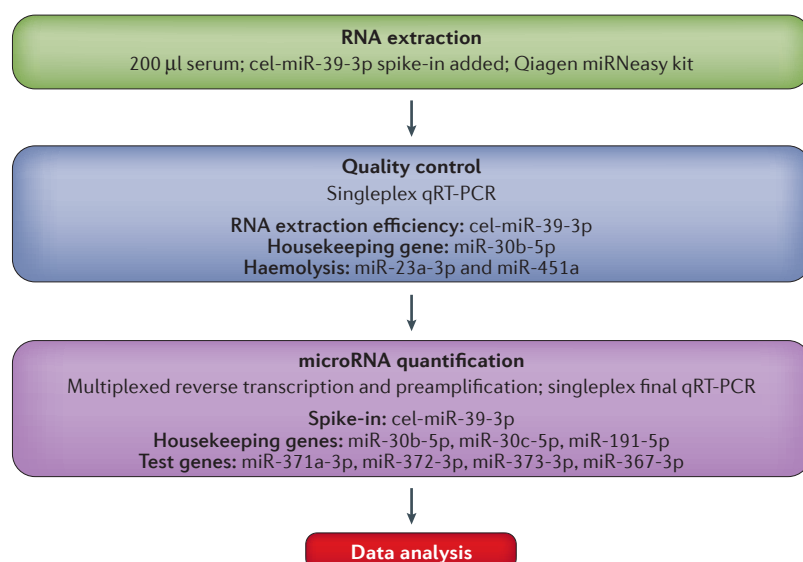 RNA extraction
200 μl serum; cel-miR-39-3p spike-in added; Qiagen miRNeasy kit
Quality control
Singleplex qRT-PCR
RNA extraction efficiency: cel-miR-39-3p
Housekeeping gene: miR-30b-5p
Haemolysis: miR-23a-3p and miR-451a
microRNA quantification
Multiplexed reverse transcription and preamplification; singleplex final qRT-PCR
Spike-in: cel-miR-39-3p
Housekeeping genes: miR-30b-5p, miR-30c-5p, miR-191-5p
Test genes: miR-371a-3p, miR-372-3p, miR-373-3p, miR-367-3p
Data analysis